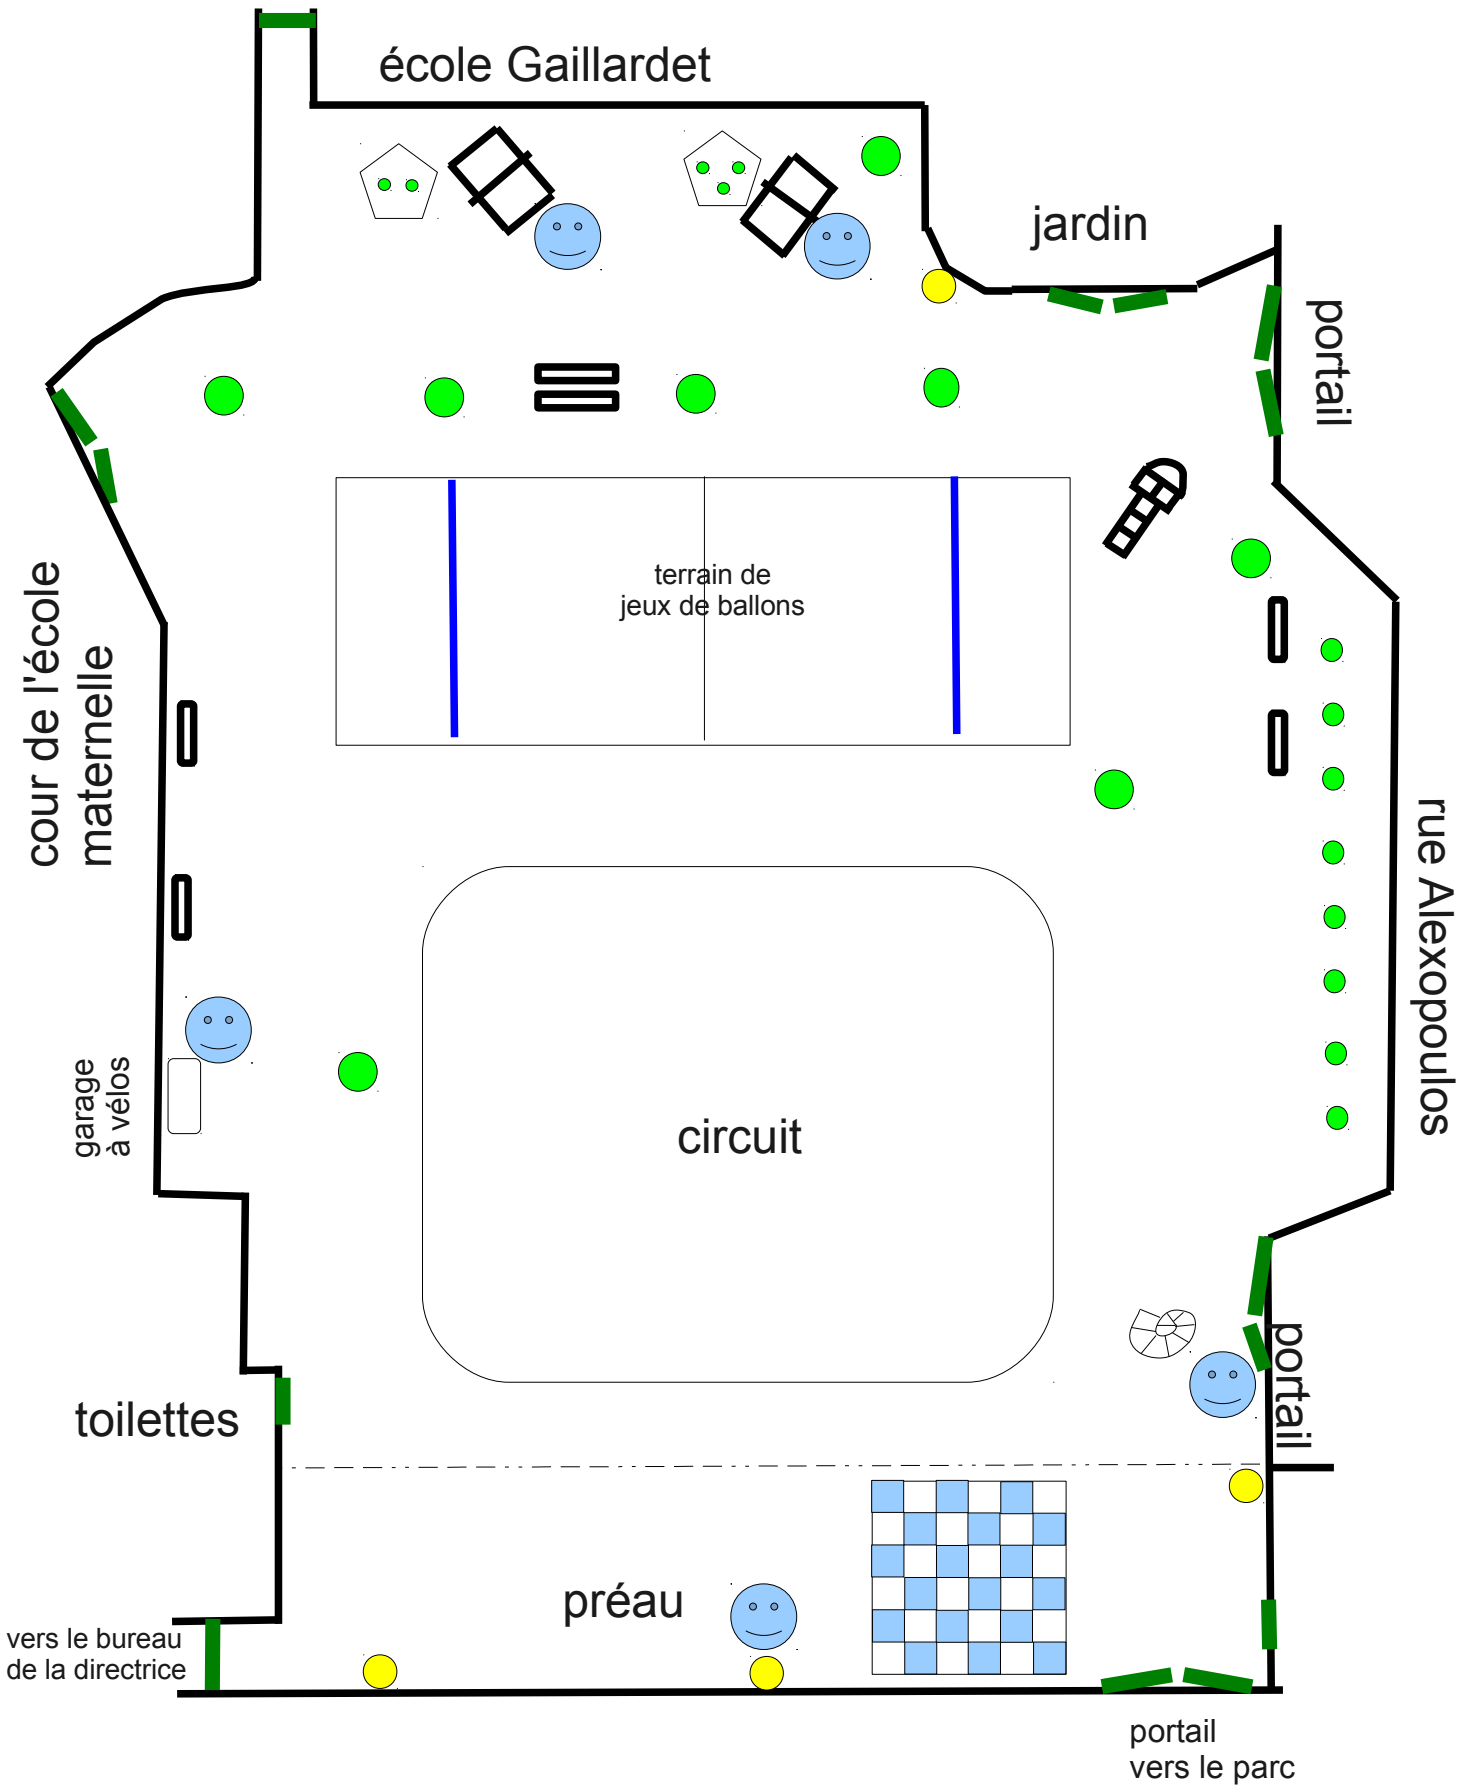 école Gaillardet
jardin
portail
terrain de
jeux de ballons
cour de l'école
maternelle
rue Alexopoulos
garage
à vélos
circuit
portail
toilettes
préau
vers le bureau
de la directrice
portail
vers le parc